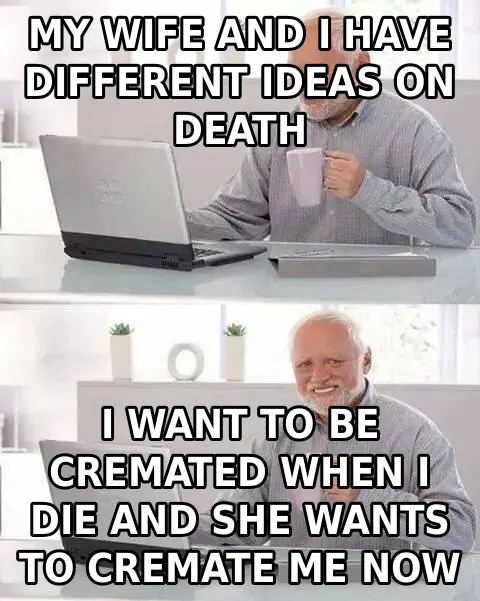 MY WIFE AND I HAVE
DIFFERENT IDEAS ON
DEATH
I WANT TO BE
CREMATED WHEN I
DIE AND SHE WANTS
TO CREMATE ME NOW